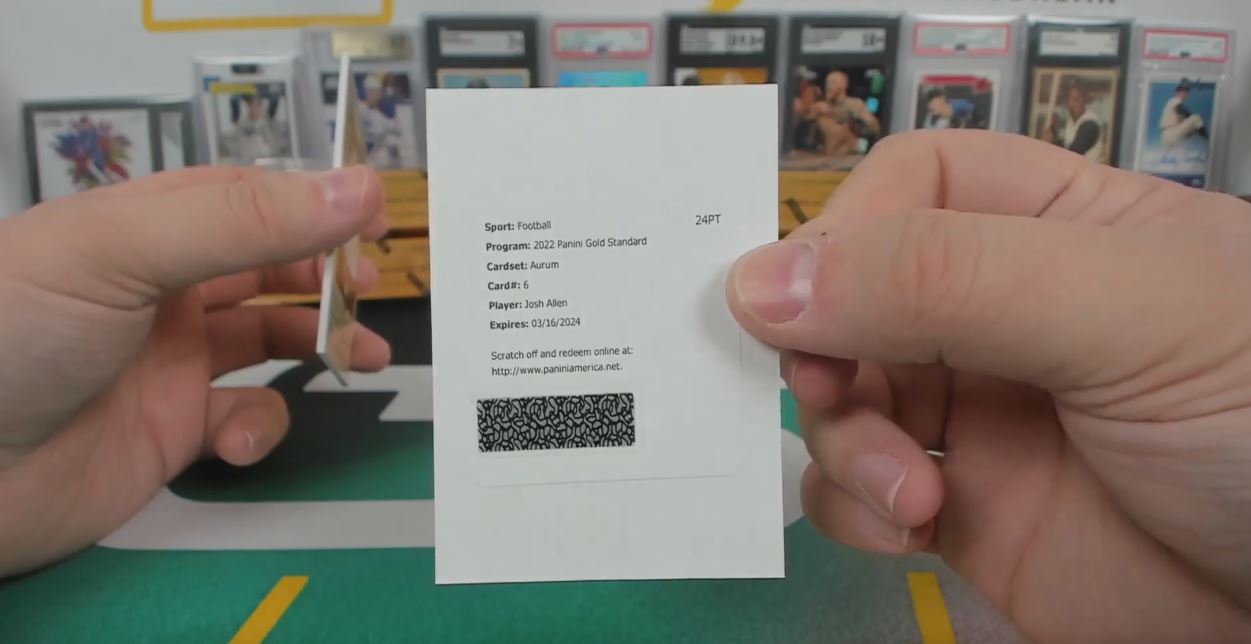 Sport: Football
24PT
Program: 2022 Panini Gold Standard
Cardset: Aurum
Card#: 6
Player: Josh Allen
Expires: 03/16/2024
Scratch off and redeem online at:
http://www.paniniamerica.net.